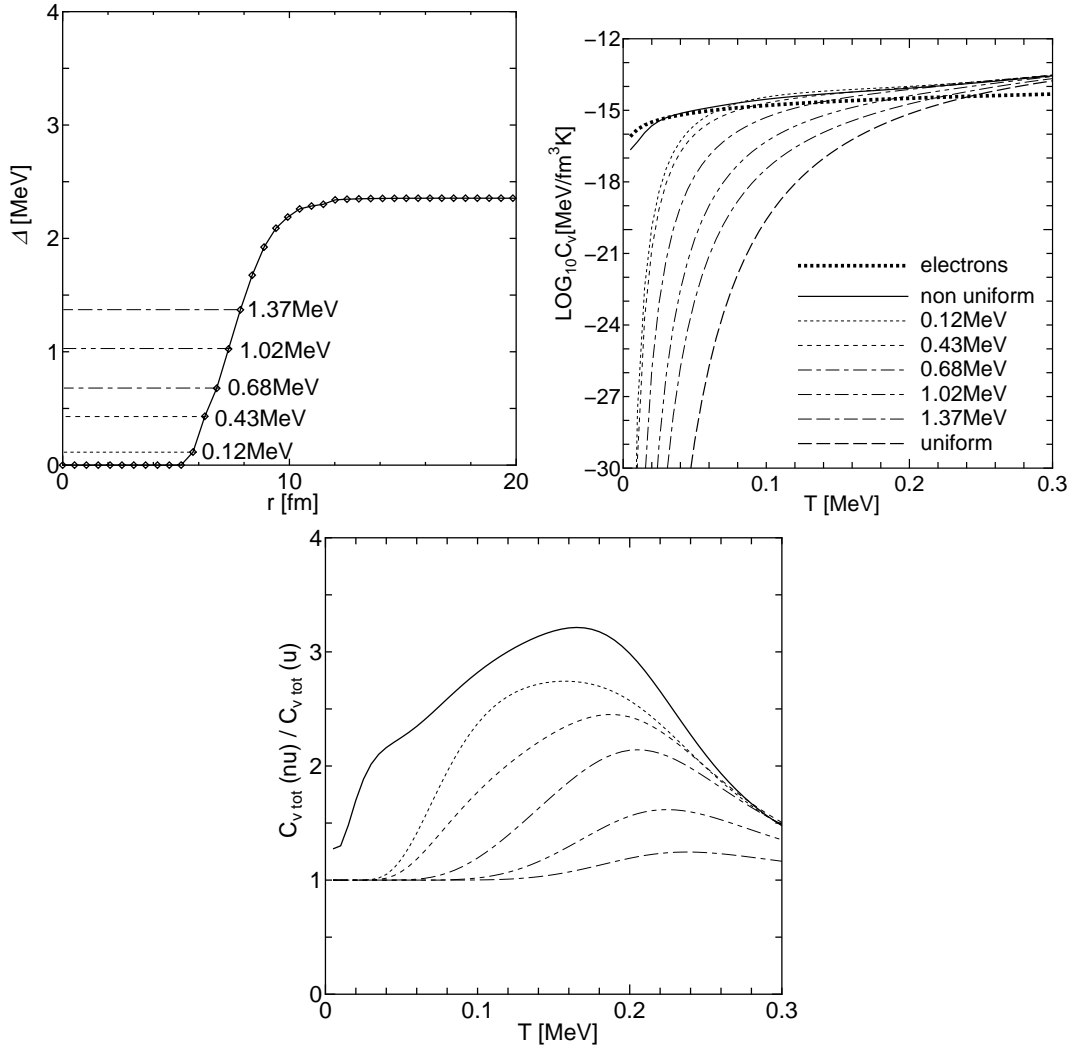 4
3
2
1
0
Δ [MeV]
1.37MeV
1.02MeV
0.68MeV
0.43MeV
0.12MeV
0
10
20
r [fm]
−12
−15
−18
−21
−24
−27
−30
LOG10Cv[MeV/fm3K]
electrons
non uniform
0.12MeV
0.43MeV
0.68MeV
1.02MeV
1.37MeV
uniform
0
0.1
0.2
0.3
T [MeV]
4
3
2
1
0
Cv tot (nu) / Cv tot (u)
0
0.1
0.2
0.3
T [MeV]